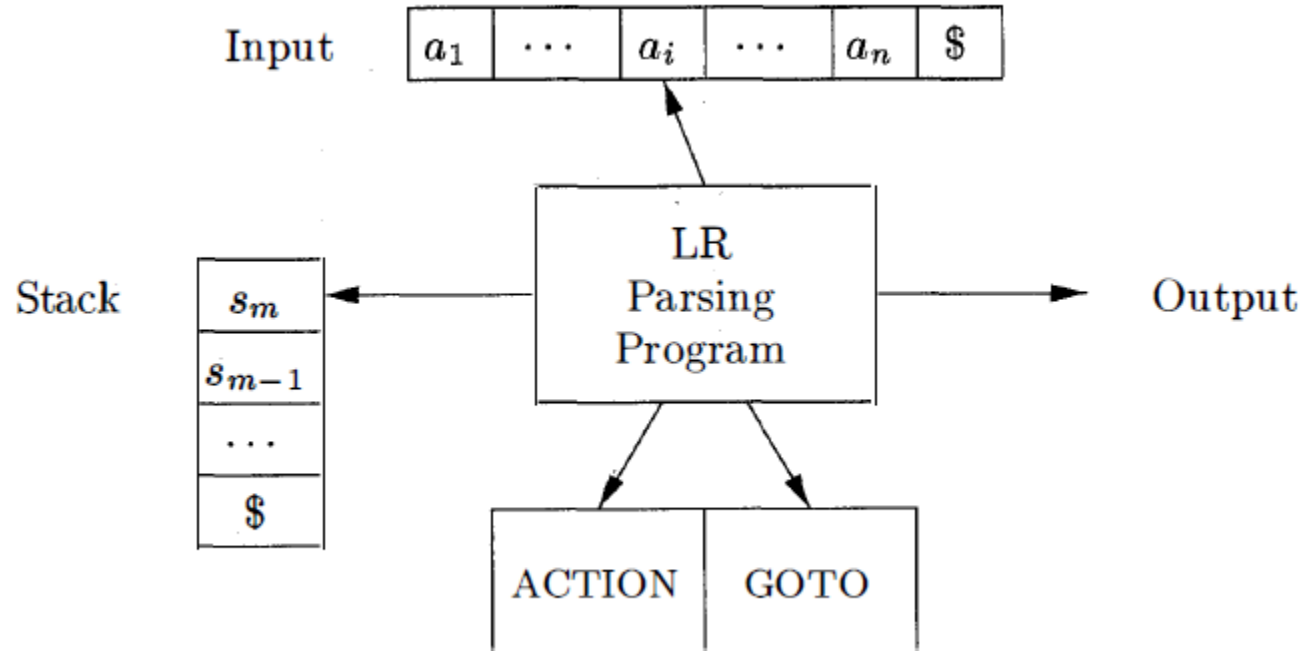 Input a₁ ⋯ aᵢ ⋯ aₙ $
LR
Parsing
Program
Stack
sₘ
sₘ₋₁
⋯
$
Output
ACTION GOTO